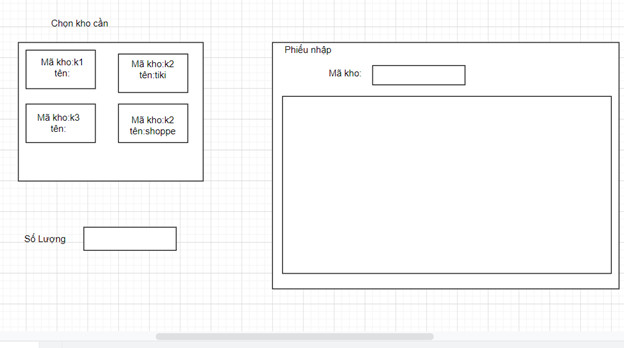 Chọn kho cần
Mã kho:k1
tên:
Mã kho:k2
tên:tiki
Mã kho:k3
tên:
Mã kho:k2
tên:shoppe
Số Lượng
Phiếu nhập
Mã kho: